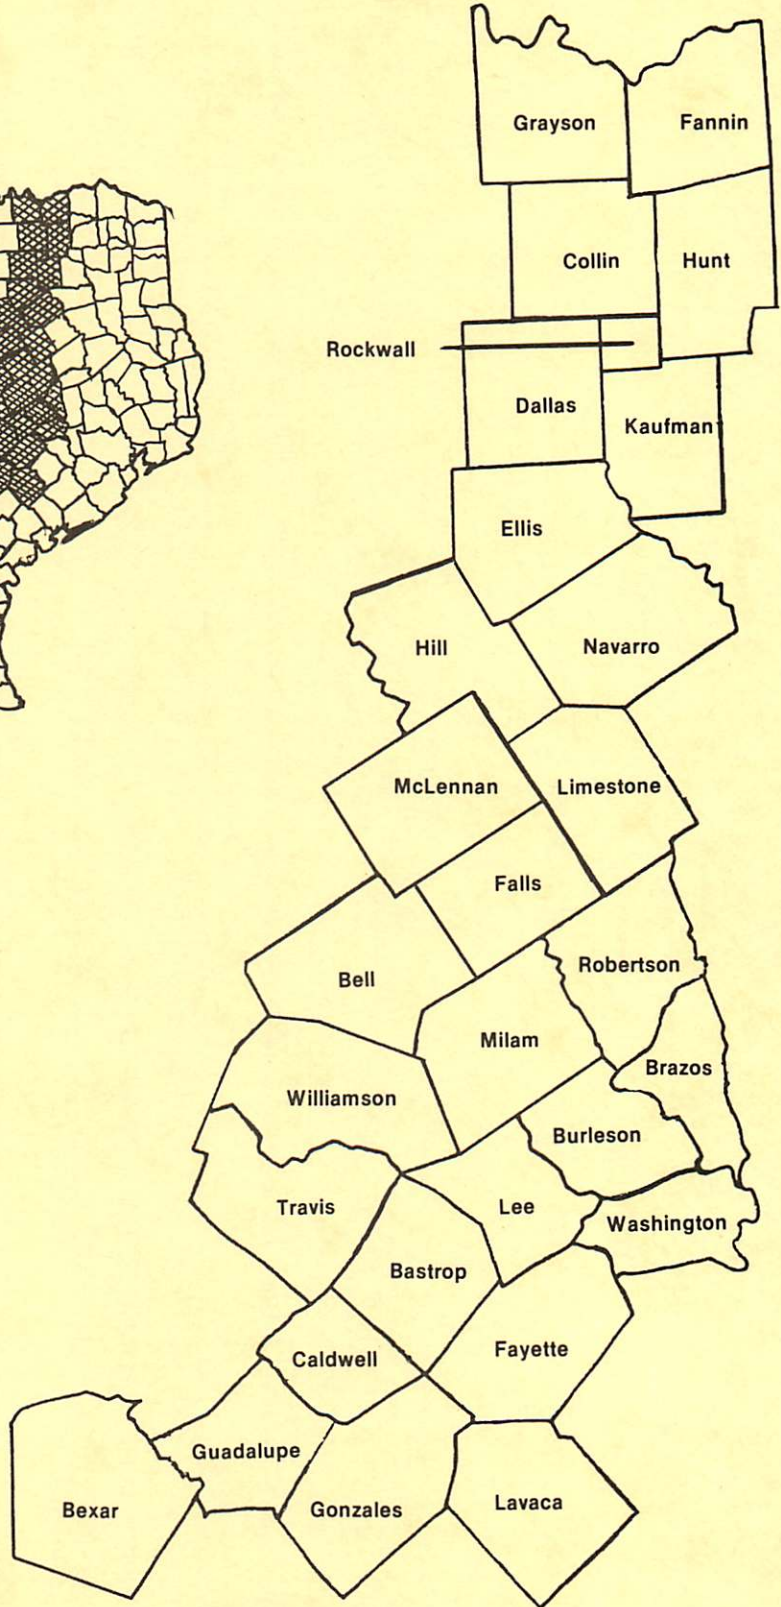 Grayson Fannin
Collin Hunt
Rockwall
Dallas
Kaufman
Ellis
Hill Navarro
McLennan Limestone
Falls
Robertson
Bell
Milam
Brazos
Williamson
Burleson
Travis Lee
Washington
Bastrop
Fayette
Caldwell
Guadalupe
Lavaca
Bexar Gonzales